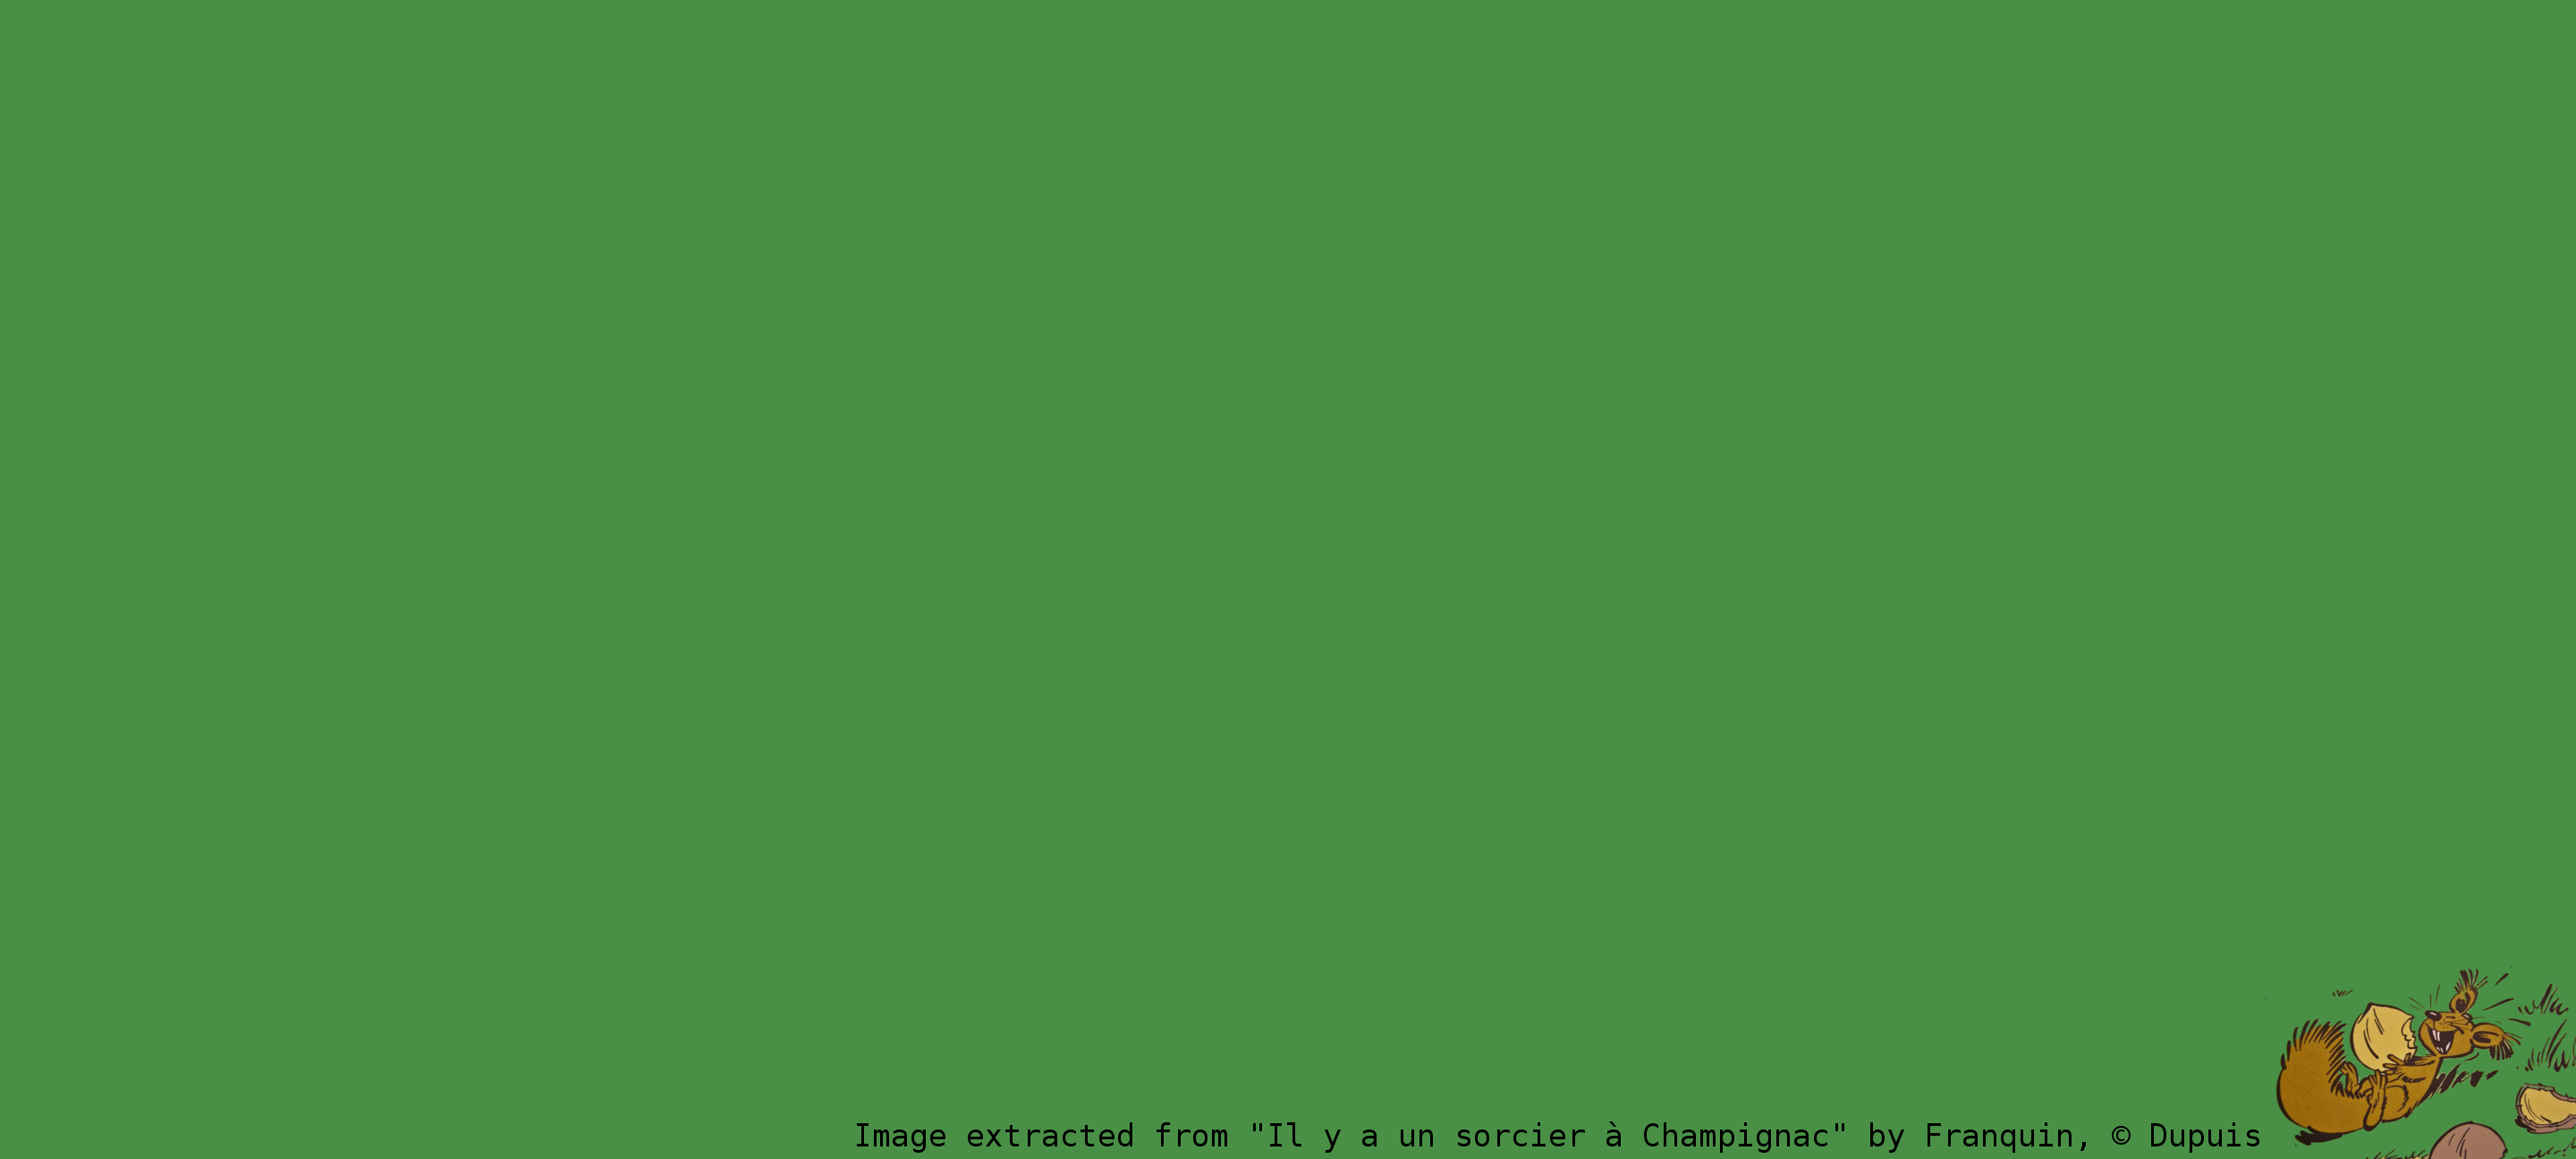 Image extracted from "Il y a un sorcier à Champignac" by Franquin, © Dupuis